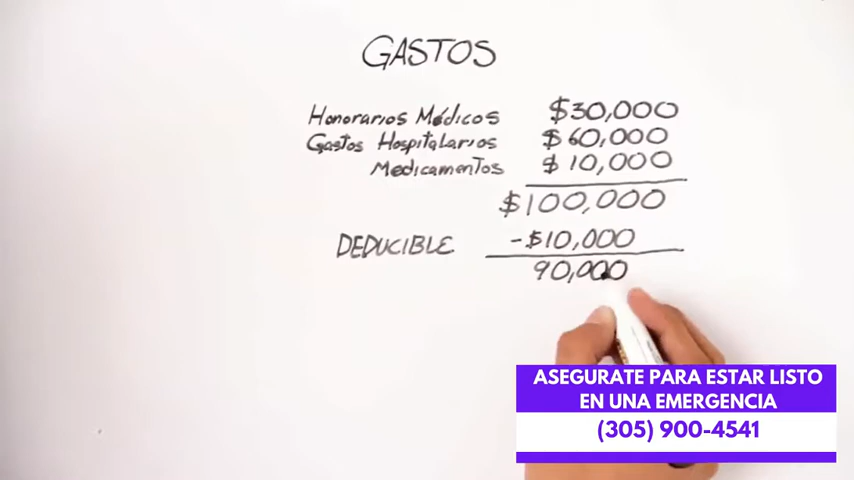 GASTOS
Honorarios Médicos $30,000
Gastos Hospitalarios $60,000
Medicamentos $10,000
$100,000
DEDUCIBLE -$10,000
90,000
ASEGURATE PARA ESTAR LISTO
EN UNA EMERGENCIA
(305) 900-4541